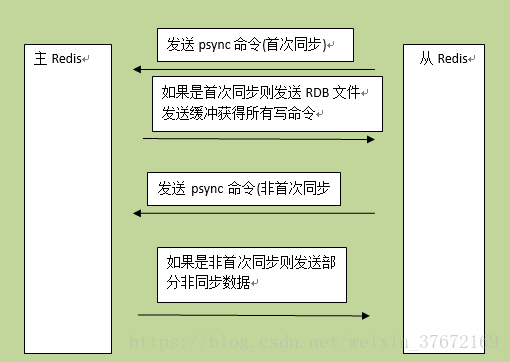 发送 psync 命令(首次同步)
主 Redis
从 Redis
如果是首次同步则发送 RDB 文件
发送缓冲获得所有写命令
发送 psync 命令(非首次同步
如果是非首次同步则发送部
分非同步数据
https://blog.csdn.net/weixin_37672169